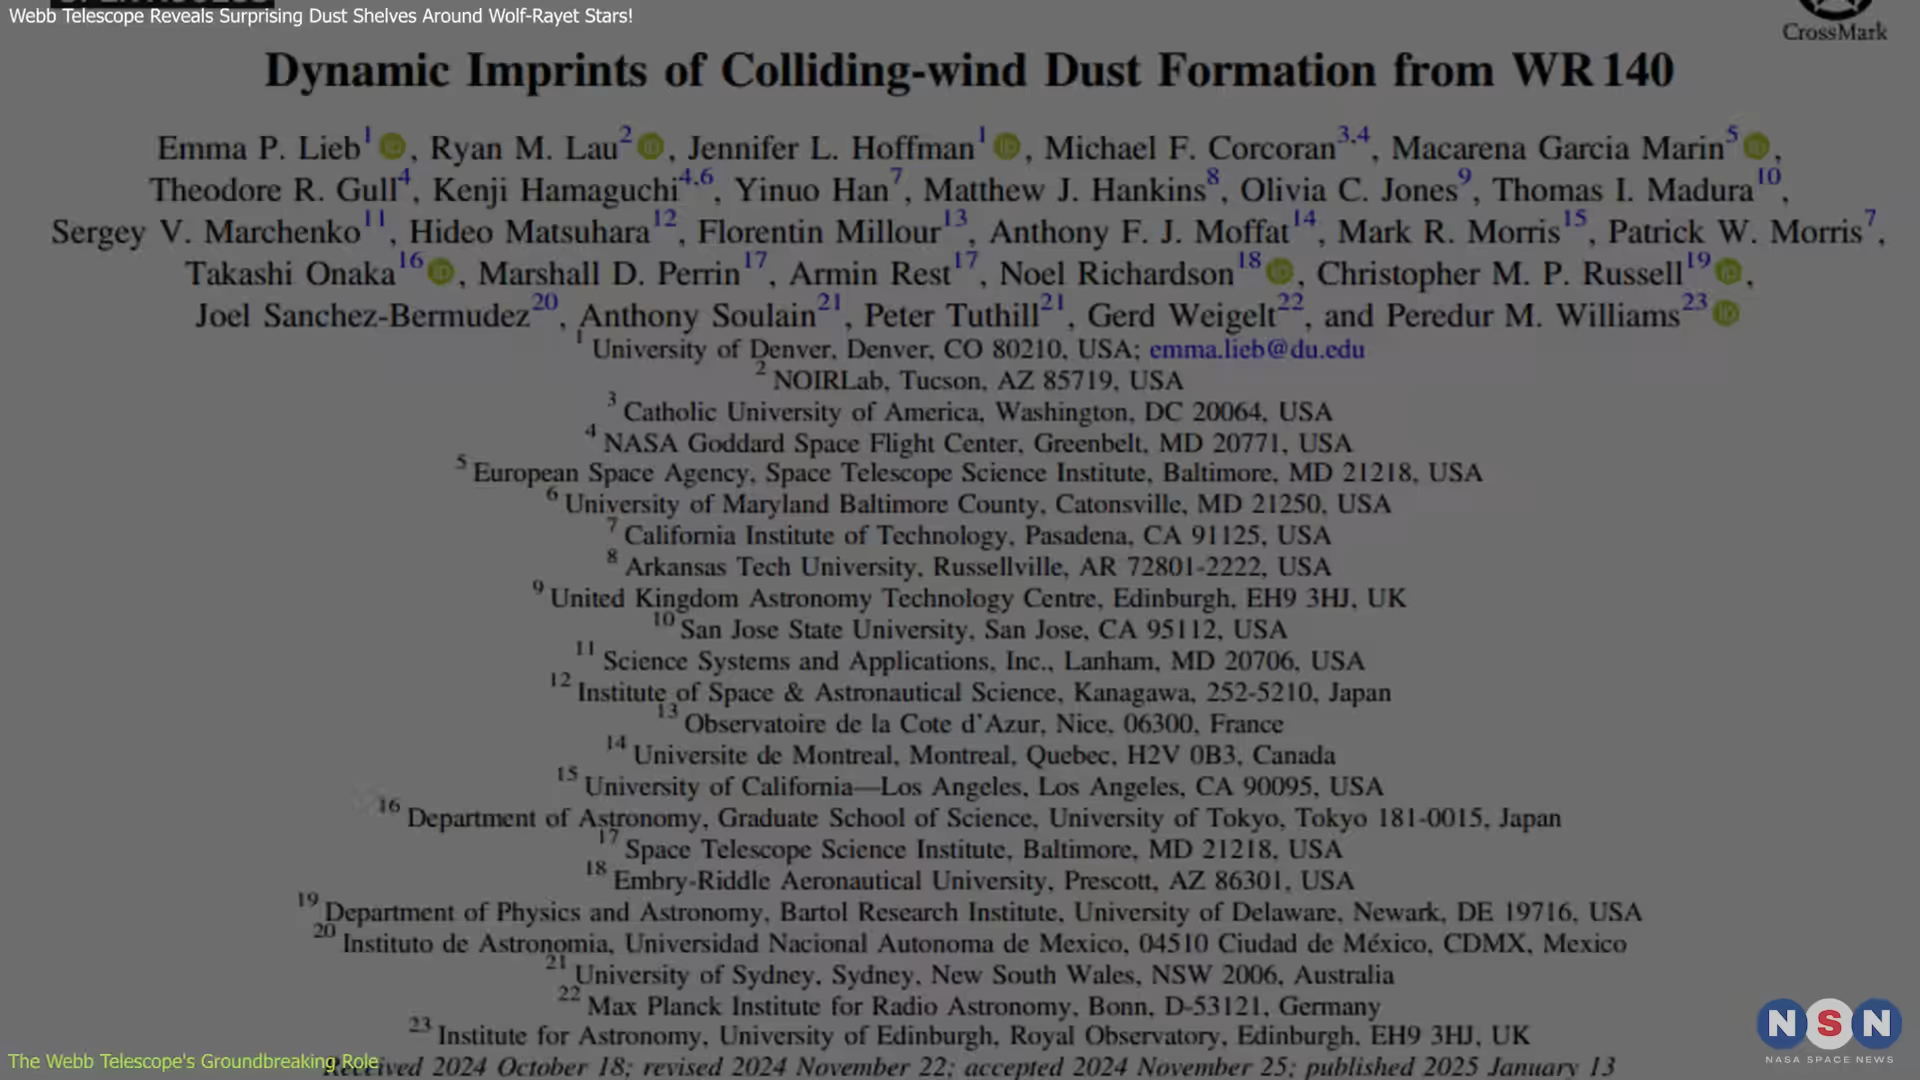 Webb Telescope Reveals Surprising Dust Shelves Around Wolf-Rayet Stars!
CrossMark
Dynamic Imprints of Colliding-wind Dust Formation from WR 140
Emma P. Lieb1, Ryan M. Lau2, Jennifer L. Hoffman1, Michael F. Corcoran3,4, Macarena Garcia Marin5,
Theodore R. Gull4, Kenji Hamaguchi4,6, Yinuo Han7, Matthew J. Hankins8, Olivia C. Jones9, Thomas I. Madura10,
Sergey V. Marchenko11, Hideo Matsuhara12, Florentin Millour13, Anthony F. J. Moffat14, Mark R. Morris15, Patrick W. Morris7,
Takashi Onaka16, Marshall D. Perrin17, Armin Rest17, Noel Richardson18, Christopher M. P. Russell19,
Joel Sanchez-Bermudez20, Anthony Soulain21, Peter Tuthill21, Gerd Weigelt22, and Peredur M. Williams23
1 University of Denver, Denver, CO 80210, USA; emma.lieb@du.edu
2 NOIRLab, Tucson, AZ 85719, USA
3 Catholic University of America, Washington, DC 20064, USA
4 NASA Goddard Space Flight Center, Greenbelt, MD 20771, USA
5 European Space Agency, Space Telescope Science Institute, Baltimore, MD 21218, USA
6 University of Maryland Baltimore County, Catonsville, MD 21250, USA
7 California Institute of Technology, Pasadena, CA 91125, USA
8 Arkansas Tech University, Russellville, AR 72801-2222, USA
9 United Kingdom Astronomy Technology Centre, Edinburgh, EH9 3HJ, UK
10 San Jose State University, San Jose, CA 95112, USA
11 Science Systems and Applications, Inc., Lanham, MD 20706, USA
12 Institute of Space & Astronautical Science, Kanagawa, 252-5210, Japan
13 Observatoire de la Cote d'Azur, Nice, 06300, France
14 Universite de Montreal, Montreal, Quebec, H2V 0B3, Canada
15 University of California—Los Angeles, Los Angeles, CA 90095, USA
16 Department of Astronomy, Graduate School of Science, University of Tokyo, Tokyo 181-0015, Japan
17 Space Telescope Science Institute, Baltimore, MD 21218, USA
18 Embry-Riddle Aeronautical University, Prescott, AZ 86301, USA
19 Department of Physics and Astronomy, Bartol Research Institute, University of Delaware, Newark, DE 19716, USA
20 Instituto de Astronomia, Universidad Nacional Autonoma de Mexico, 04510 Ciudad de México, CDMX, Mexico
21 University of Sydney, Sydney, New South Wales, NSW 2006, Australia
22 Max Planck Institute for Radio Astronomy, Bonn, D-53121, Germany
23 Institute for Astronomy, University of Edinburgh, Royal Observatory, Edinburgh, EH9 3HJ, UK
Received 2024 October 18; revised 2024 November 22; accepted 2024 November 25; published 2025 January 13
The Webb Telescope's Groundbreaking Role
NSN
NASA SPACE NEWS